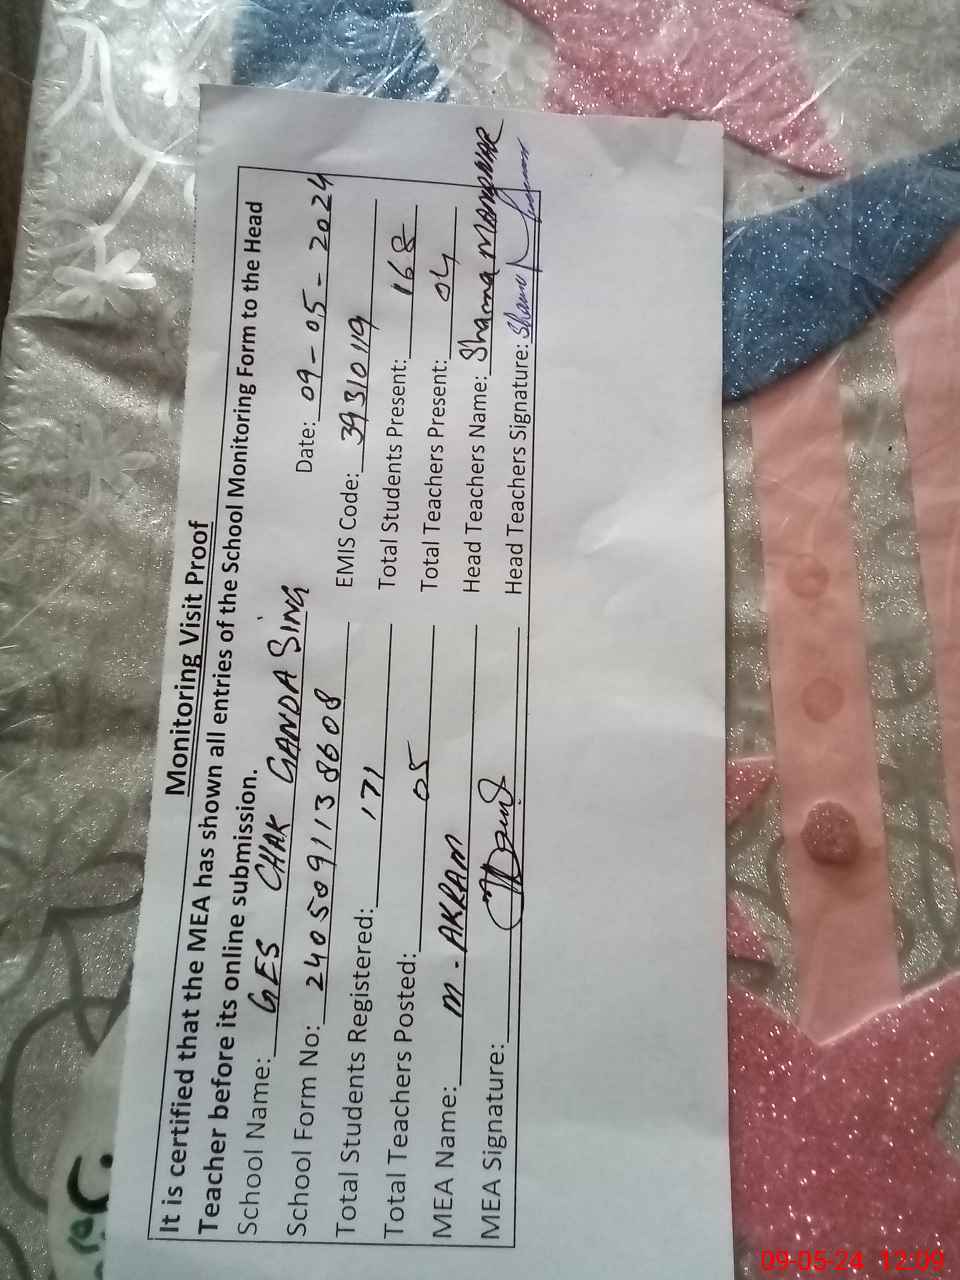 Monitoring Visit Proof
It is certified that the MEA has shown all entries of the School Monitoring Form to the Head
Teacher before its online submission.
School Name: GES CHAK GANDA SING Date: 09-05-2024
School Form No: 2405091138608 EMIS Code: 39310119
Total Students Registered: 171 Total Students Present: 168
Total Teachers Posted: 05 Total Teachers Present: 04
MEA Name: M. AKRAM Head Teachers Name: Shama
MEA Signature: Head Teachers Signature: Shama
09-05-24 12:09